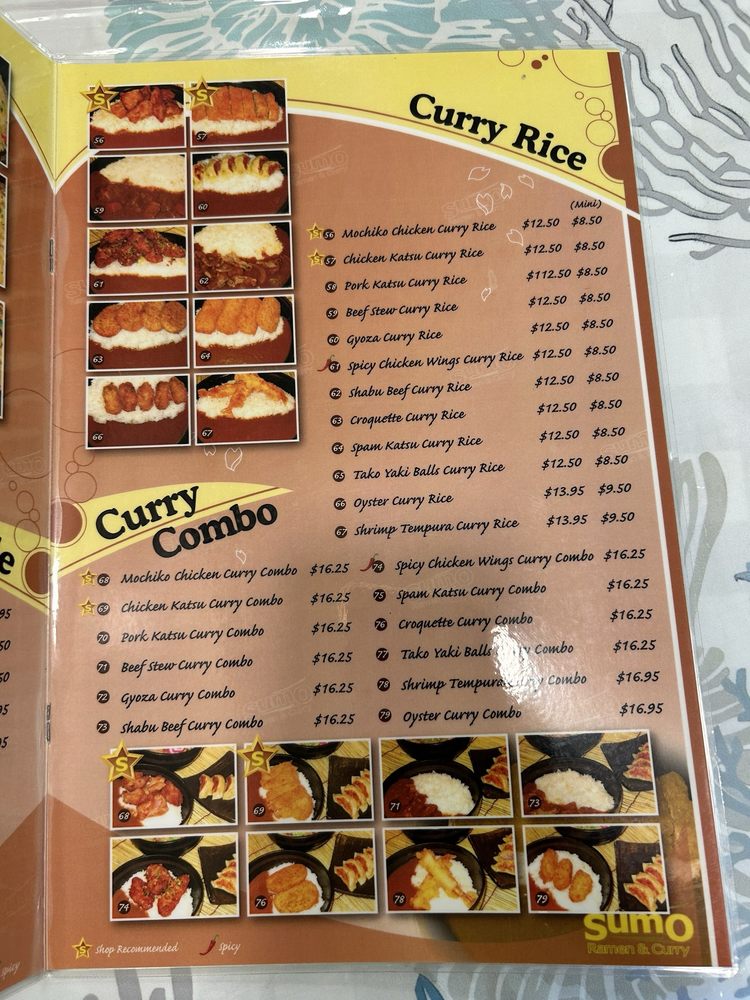 Curry Rice
(Mini)
56 Mochiko Chicken Curry Rice $12.50 $8.50
57 Chicken Katsu Curry Rice $12.50 $8.50
58 Pork Katsu Curry Rice $112.50 $8.50
59 Beef Stew Curry Rice $12.50 $8.50
60 Gyoza Curry Rice $12.50 $8.50
61 Spicy Chicken Wings Curry Rice $12.50 $8.50
62 Shabu Beef Curry Rice $12.50 $8.50
63 Croquette Curry Rice $12.50 $8.50
64 Spam Katsu Curry Rice $12.50 $8.50
65 Tako Yaki Balls Curry Rice $12.50 $8.50
66 Oyster Curry Rice $13.95 $9.50
67 Shrimp Tempura Curry Rice $13.95 $9.50
S S
56 57
59 60
61 62
63 64
66 67
Curry
Combo
68 Mochiko Chicken Curry Combo $16.25
69 Chicken Katsu Curry Combo $16.25
70 Pork Katsu Curry Combo $16.25
71 Beef Stew Curry Combo $16.25
72 Gyoza Curry Combo $16.25
73 Shabu Beef Curry Combo $16.25
74 Spicy Chicken Wings Curry Combo $16.25
75 Spam Katsu Curry Combo $16.25
76 Croquette Curry Combo $16.25
77 Tako Yaki Balls Curry Combo $16.25
78 Shrimp Tempura Curry Combo $16.95
79 Oyster Curry Combo $16.95
S S
68 69 71 73
74 76 78 79
S Shop Recommended spicy
sumo
Ramen & Curry